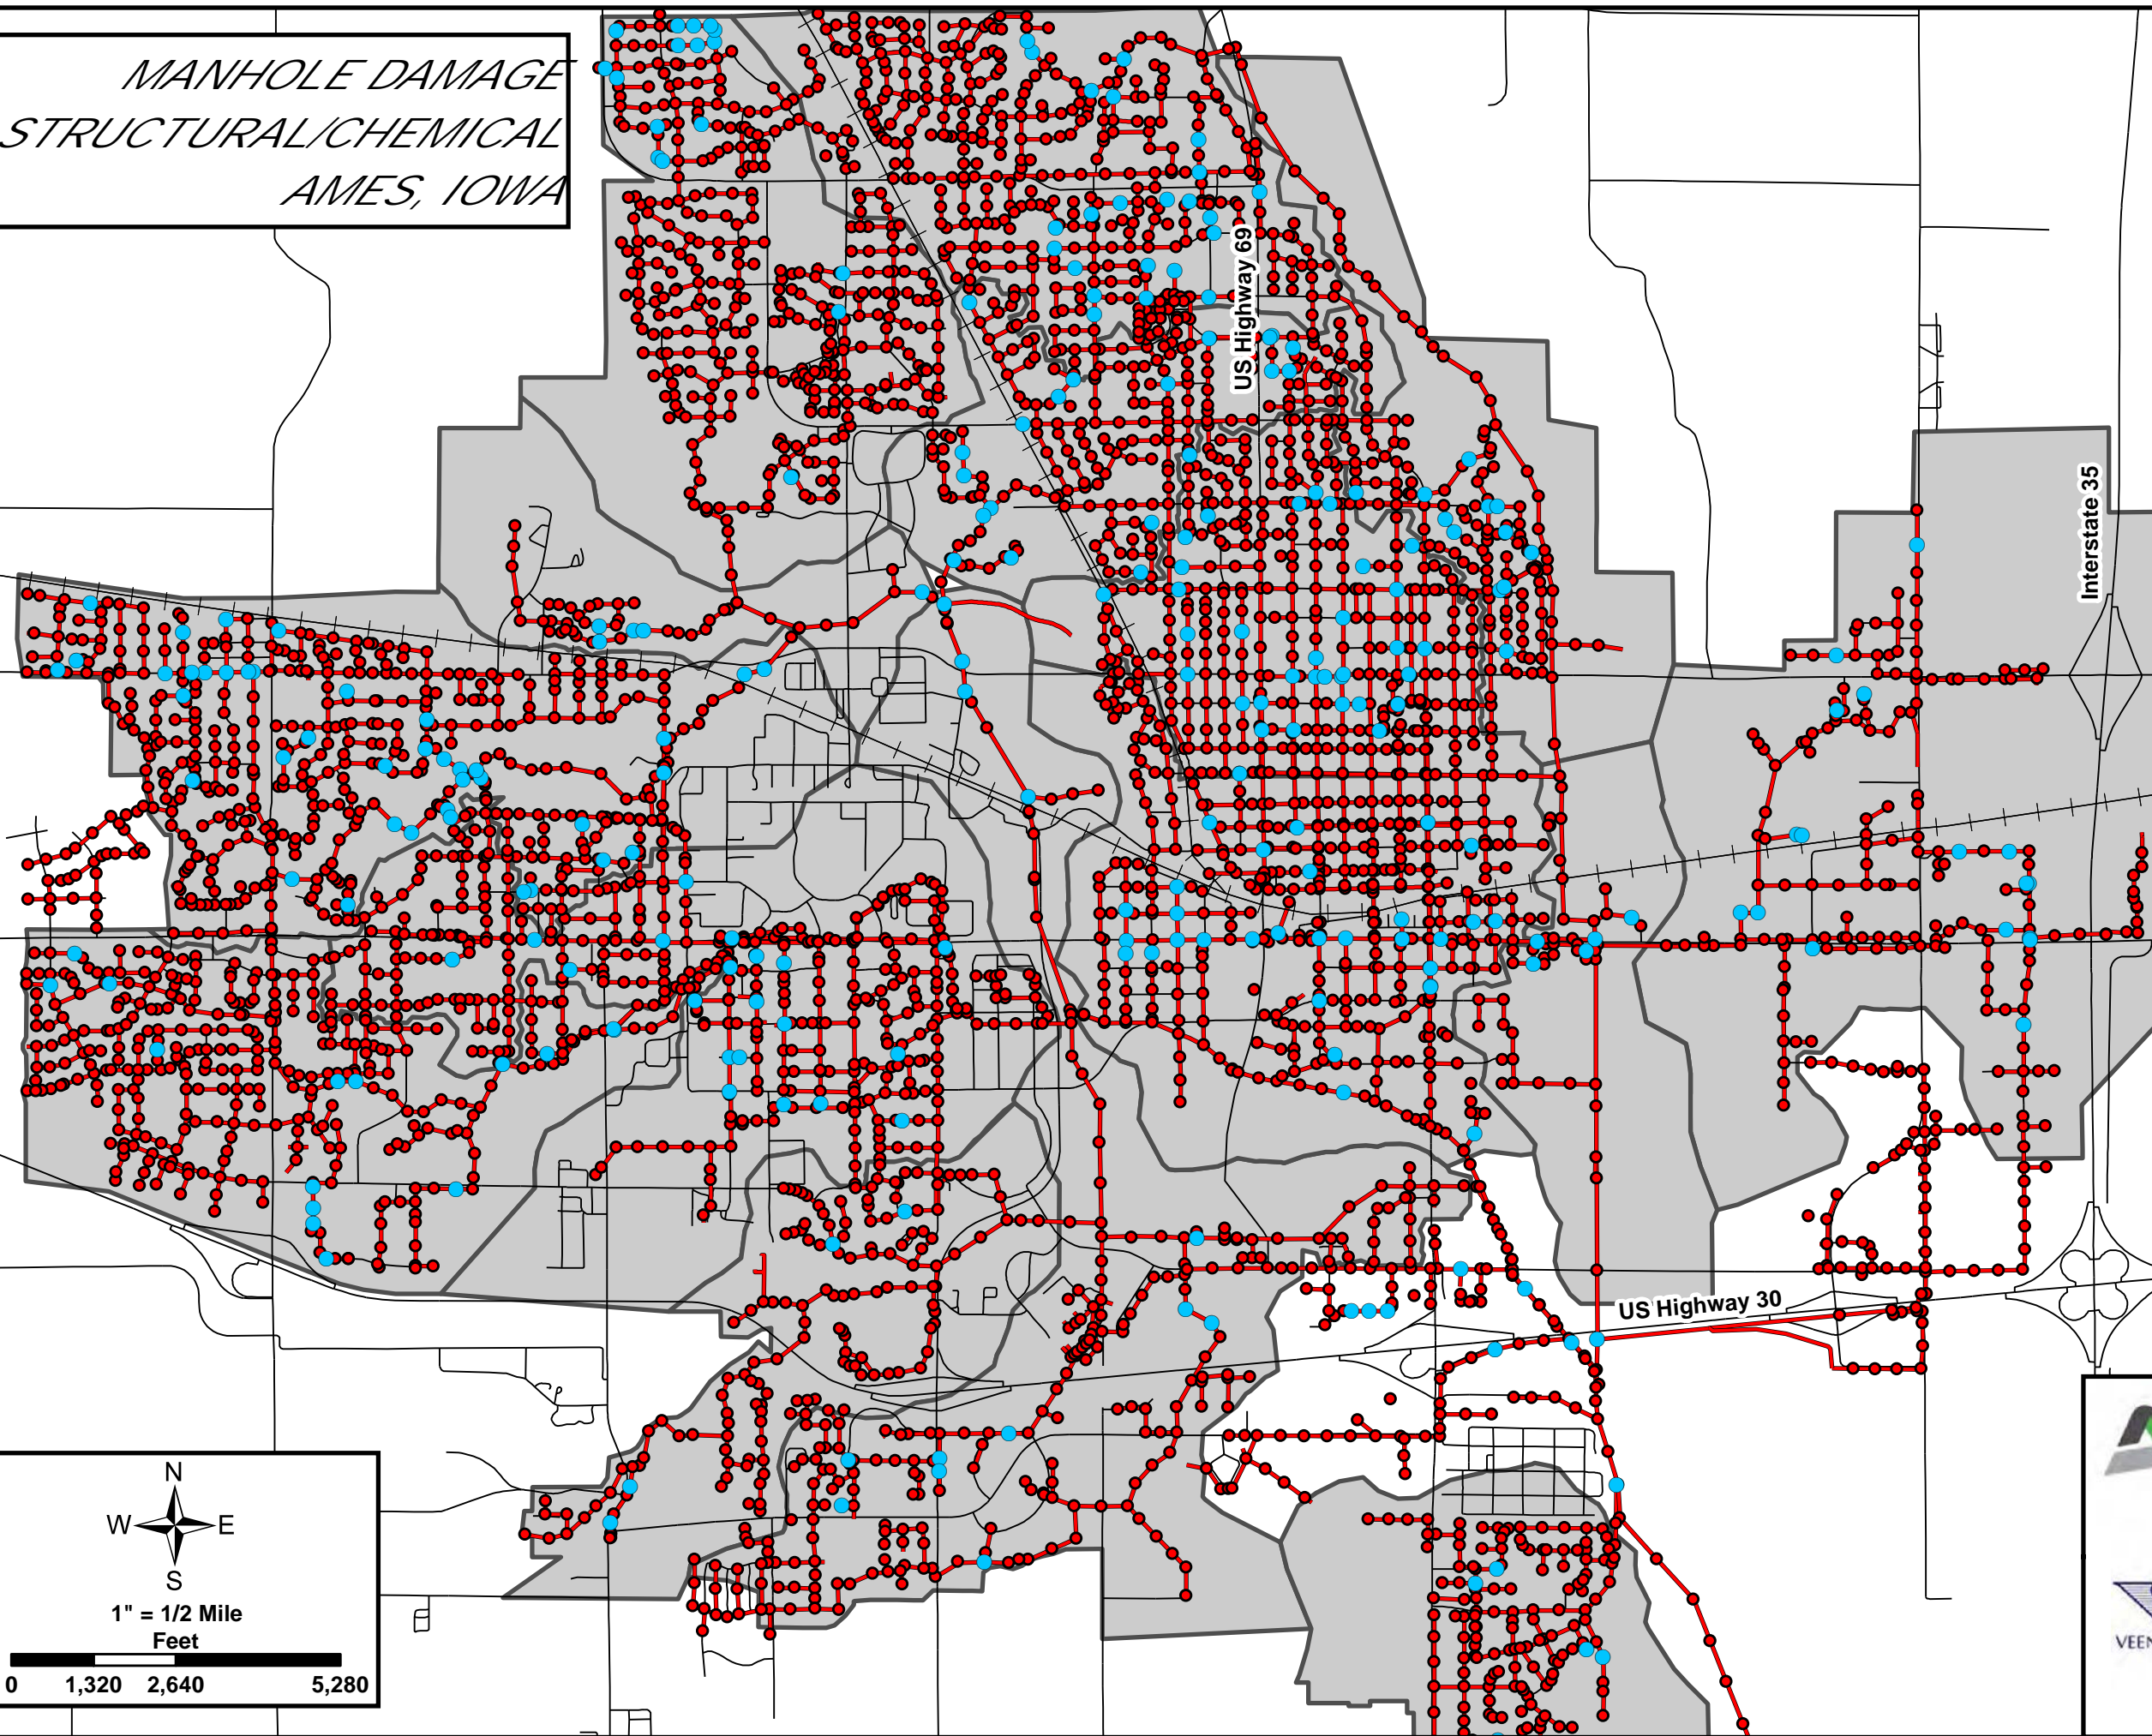 MANHOLE DAMAGE
STRUCTURAL/CHEMICAL
AMES, IOWA
US Highway 69
Interstate 35
US Highway 30
N
W E
S
1" = 1/2 Mile
Feet
0 1,320 2,640 5,280